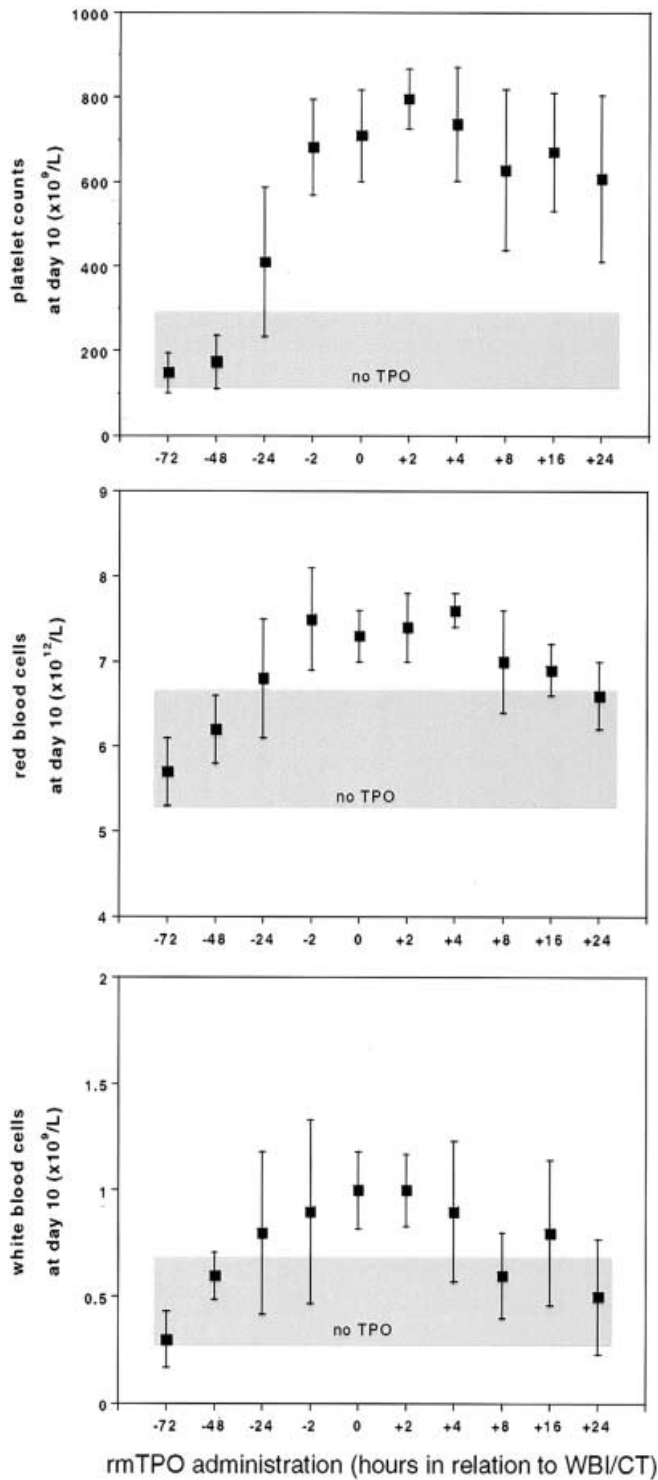 platelet counts
at day 10 (x10⁹/L)
1000
800
600
400
200
0
no TPO
-72 -48 -24 -2 0 +2 +4 +8 +16 +24
red blood cells
at day 10 (x10¹²/L)
9
8
7
6
5
4
no TPO
-72 -48 -24 -2 0 +2 +4 +8 +16 +24
white blood cells
at day 10 (x10⁹/L)
2
1.5
1
0.5
0
no TPO
-72 -48 -24 -2 0 +2 +4 +8 +16 +24
rmTPO administration (hours in relation to WBI/CT)